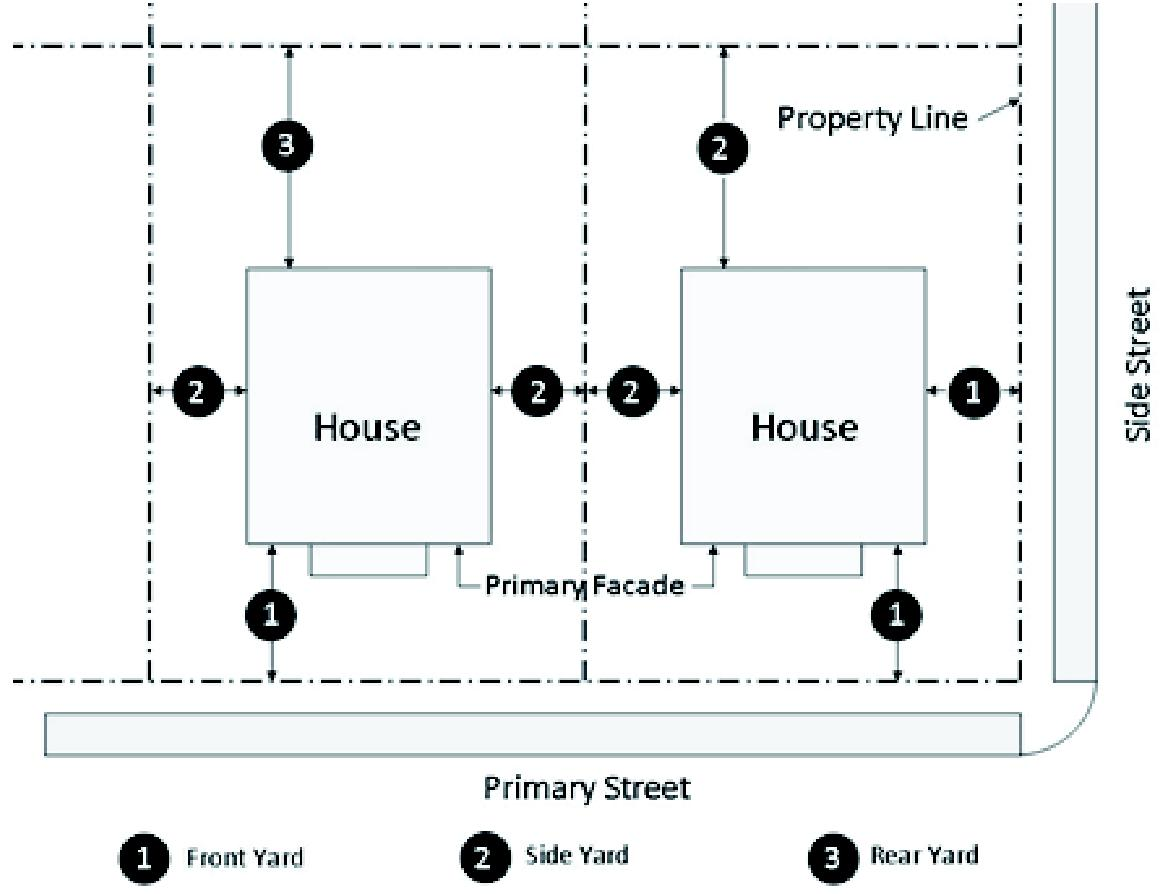 3
2
Property Line
Side Street
2
2
2
1
House
House
Primary Facade
1
1
Primary Street
1 Front Yard
2 Side Yard
3 Rear Yard